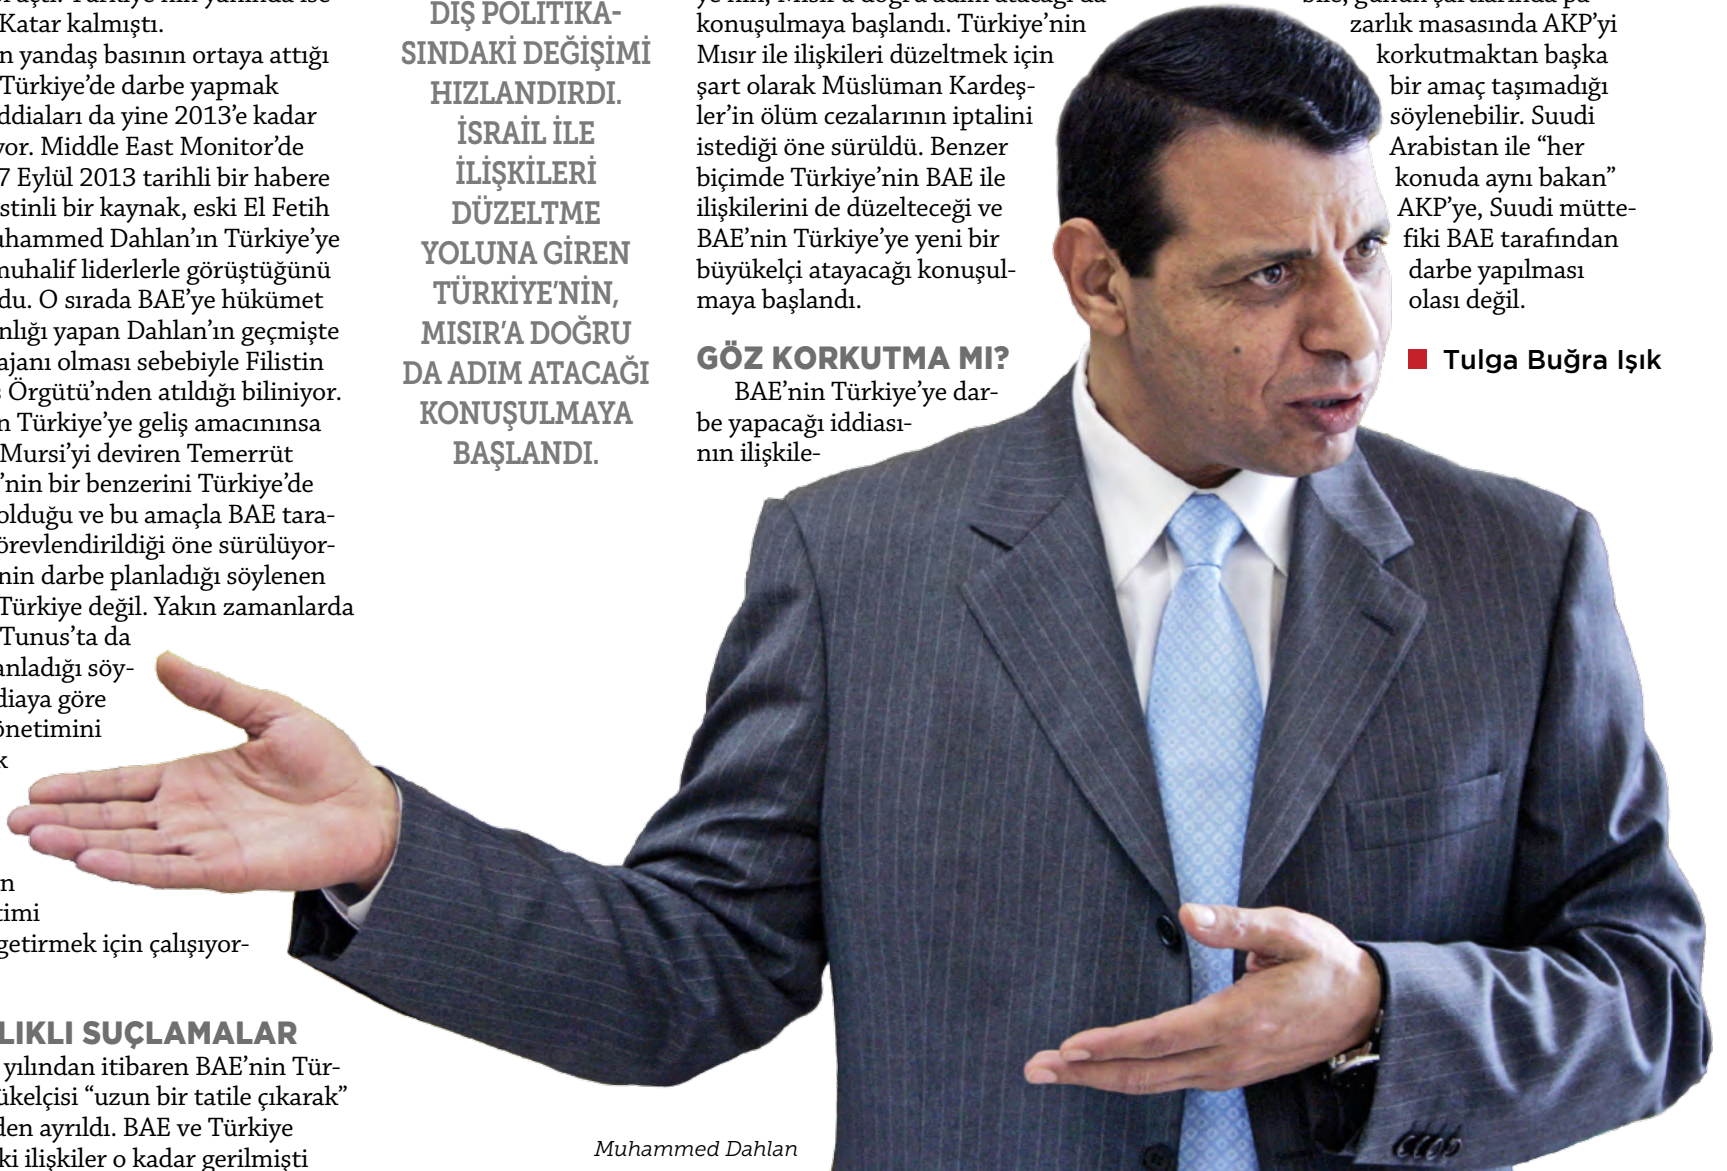 Katar kalmıştı.
n yandaş basının ortaya attığı
Türkiye’de darbe yapmak
ddiaları da yine 2013’e kadar
yor. Middle East Monitor’de
7 Eylül 2013 tarihli bir habere
stinli bir kaynak, eski El Fetih
uhammed Dahlan’ın Türkiye’ye
muhalif liderlerle görüştüğünü
du. O sırada BAE’ye hükümet
nlığı yapan Dahlan’ın geçmişte
ajanı olması sebebiyle Filistin
Örgütü’nden atıldığı biliniyor.
n Türkiye’ye geliş amacınınsa
Mursi’yi deviren Temerrüt
’nin bir benzerini Türkiye’de
olduğu ve bu amaçla BAE tara-
örevlendirildiği öne sürülüyor-
nin darbe planladığı söylenen
Türkiye değil. Yakın zamanlarda
Tunus’ta da
anladığı söy-
diaya göre
önetimini
k
n
timi
getirmek için çalışıyor-
LIKLI SUÇLAMALAR
yılından itibaren BAE’nin Tür-
ükelçisi “uzun bir tatile çıkarak”
den ayrıldı. BAE ve Türkiye
ki ilişkiler o kadar gerilmişti
DIŞ POLİTİKA-
SINDAKİ DEĞİŞİMİ
HIZLANDIRDI.
İSRAİL İLE
İLİŞKİLERİ
DÜZELTME
YOLUNA GİREN
TÜRKİYE’NİN,
MISIR’A DOĞRU
DA ADIM ATACAĞI
KONUŞULMAYA
BAŞLANDI.
ye’nin, Mısır’a doğru adım atacağı da
konuşulmaya başlandı. Türkiye’nin
Mısır ile ilişkileri düzeltmek için
şart olarak Müslüman Kardeş-
ler’in ölüm cezalarının iptalini
istediği öne sürüldü. Benzer
biçimde Türkiye’nin BAE ile
ilişkilerini de düzelteceği ve
BAE’nin Türkiye’ye yeni bir
büyükelçi atayacağı konuşul-
maya başlandı.
GÖZ KORKUTMA MI?
BAE’nin Türkiye’ye dar-
be yapacağı iddiası-
nın ilişkile-
bile, günün şartlarında pa-
zarlık masasında AKP’yi
korkutmaktan başka
bir amaç taşımadığı
söylenebilir. Suudi
Arabistan ile “her
konuda aynı bakan”
AKP’ye, Suudi mütte-
fiki BAE tarafından
darbe yapılması
olası değil.
Tulga Buğra Işık
Muhammed Dahlan